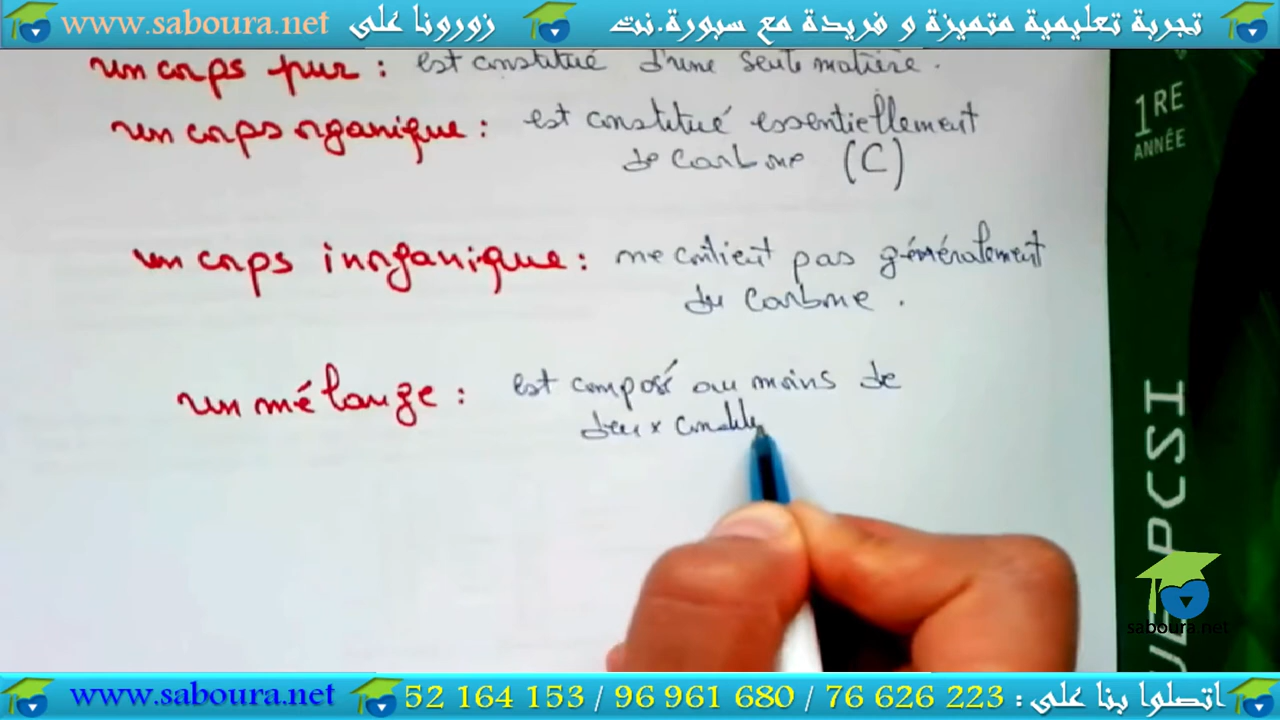 www.saboura.net زورونا على تجربة تعليمية متميزة و فريدة مع سبورة.نت
un corps pur : est constitué d'une seule matière.
un corps organique : est constitué essentiellement
de carbone (C)
un corps inorganique : ne contient pas généralement
du carbone.
un mélange : est composé au moins de
deux
1RE
ANNÉE
PCSI
saboura.net
www.saboura.net 52 164 153 / 96 961 680 / 76 626 223 : اتصلوا بنا على